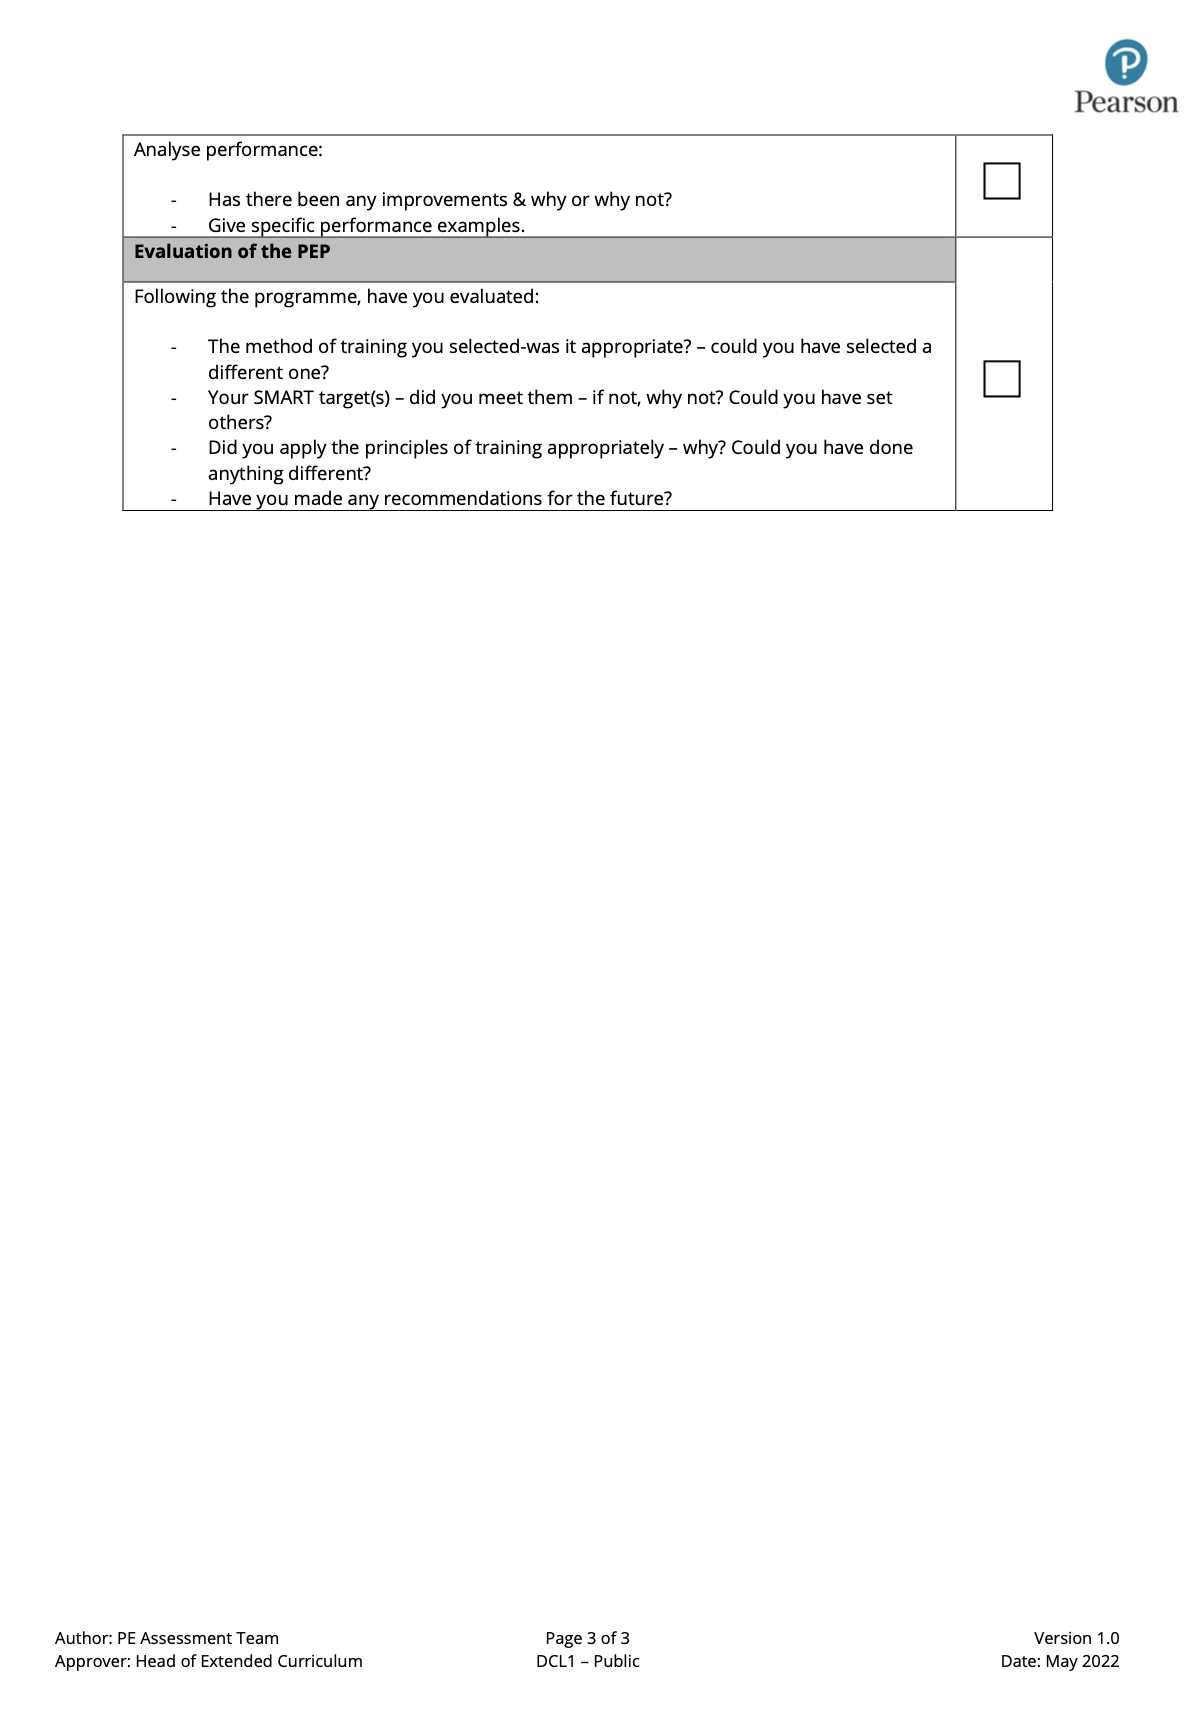 Pearson
Analyse performance:
- Has there been any improvements & why or why not?
- Give specific performance examples.
Evaluation of the PEP
Following the programme, have you evaluated:
- The method of training you selected-was it appropriate? – could you have selected a
different one?
- Your SMART target(s) – did you meet them – if not, why not? Could you have set
others?
- Did you apply the principles of training appropriately – why? Could you have done
anything different?
- Have you made any recommendations for the future?
Author: PE Assessment Team
Approver: Head of Extended Curriculum
Page 3 of 3
DCL1 – Public
Version 1.0
Date: May 2022